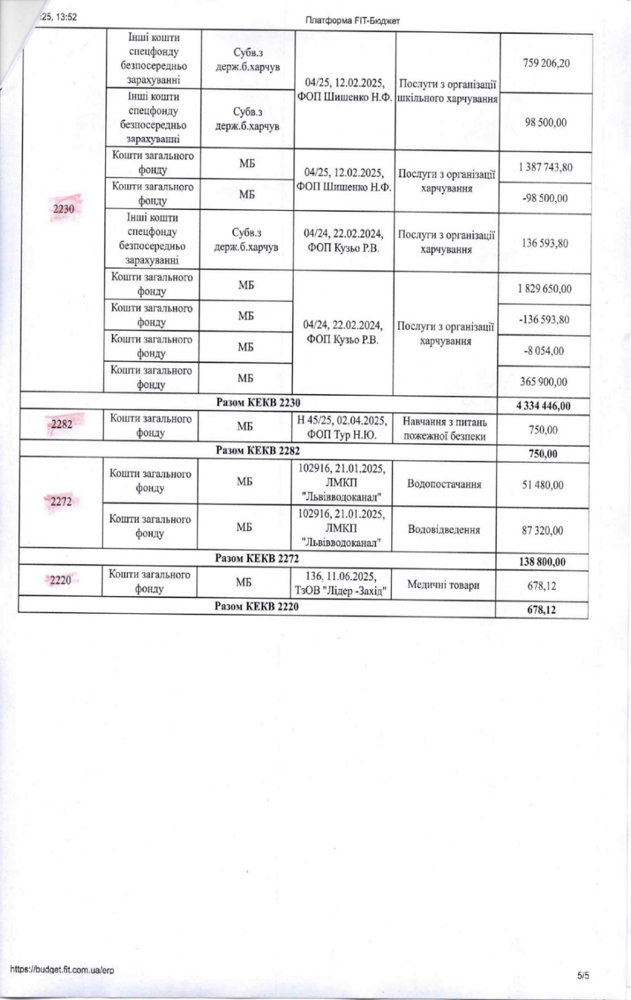 :25, 13:52
Платформа FIT-Бюджет
2230
Інші кошти
спецфонду
безпосередньо
зарахуванні
Субв.з
держ.б.харчув
04/25, 12.02.2025,
ФОП Шишенко Н.Ф.
Послуги з організації
шкільного харчування
759 206,20
Інші кошти
спецфонду
безпосередньо
зарахуванні
Субв.з
держ.б.харчув
98 500,00
Кошти загального
фонду
МБ
04/25, 12.02.2025,
ФОП Шишенко Н.Ф.
Послуги з організації
харчування
1 387 743,80
Кошти загального
фонду
МБ
-98 500,00
Інші кошти
спецфонду
безпосередньо
зарахуванні
Субв.з
держ.б.харчув
04/24, 22.02.2024,
ФОП Кузьо Р.В.
Послуги з організації
харчування
136 593,80
Кошти загального
фонду
МБ
04/24, 22.02.2024,
ФОП Кузьо Р.В.
Послуги з організації
харчування
1 829 650,00
Кошти загального
фонду
МБ
-136 593,80
Кошти загального
фонду
МБ
-8 054,00
Кошти загального
фонду
МБ
365 900,00
Разом КЕКВ 2230
4 334 446,00
2282
Кошти загального
фонду
МБ
Н 45/25, 02.04.2025,
ФОП Тур Н.Ю.
Навчання з питань
пожежної безпеки
750,00
Разом КЕКВ 2282
750,00
2272
Кошти загального
фонду
МБ
102916, 21.01.2025,
ЛМКП
"Львівводоканал"
Водопостачання
51 480,00
Кошти загального
фонду
МБ
102916, 21.01.2025,
ЛМКП
"Львівводоканал"
Водовідведення
87 320,00
Разом КЕКВ 2272
138 800,00
2220
Кошти загального
фонду
МБ
136, 11.06.2025,
ТзОВ "Лідер -Захід"
Медичні товари
678,12
Разом КЕКВ 2220
678,12
https://budget.fit.com.ua/erp
5/5